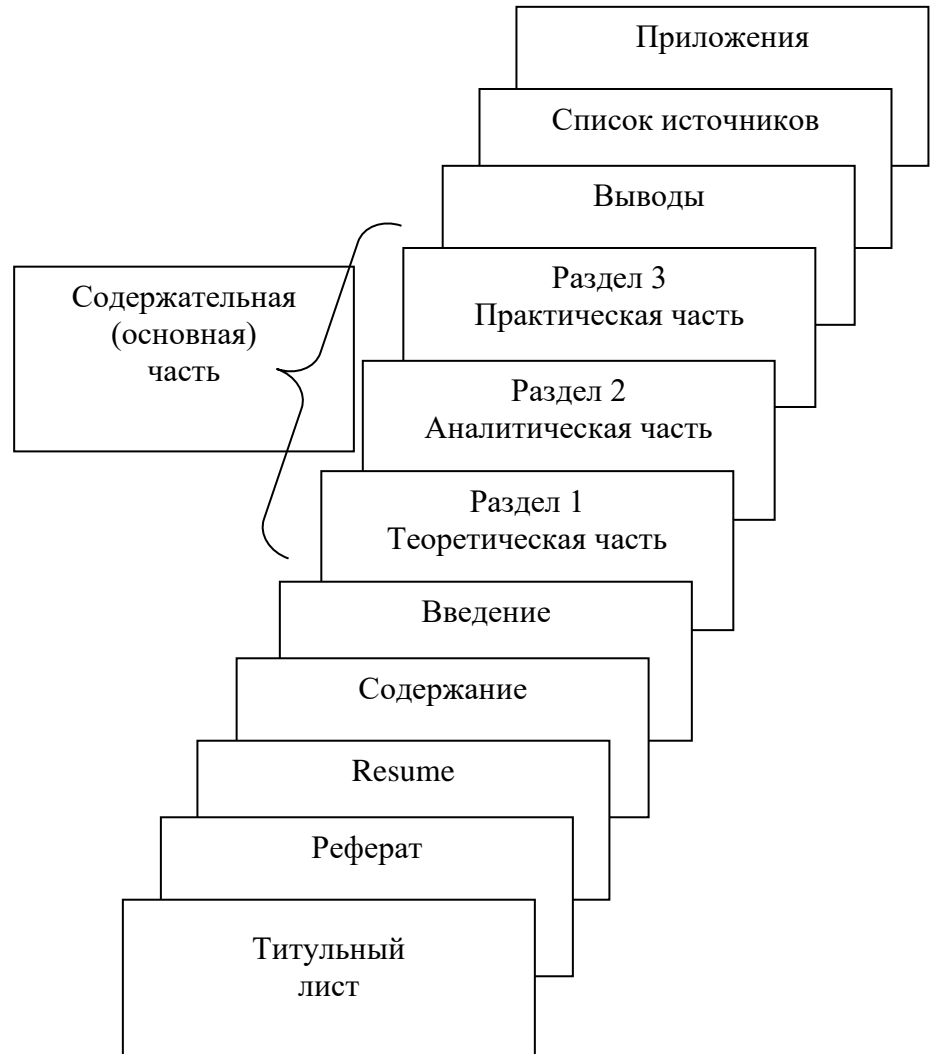 Приложения
Список источников
Выводы
Содержательная
(основная)
часть
Раздел 3
Практическая часть
Раздел 2
Аналитическая часть
Раздел 1
Теоретическая часть
Введение
Содержание
Resume
Реферат
Титульный
лист